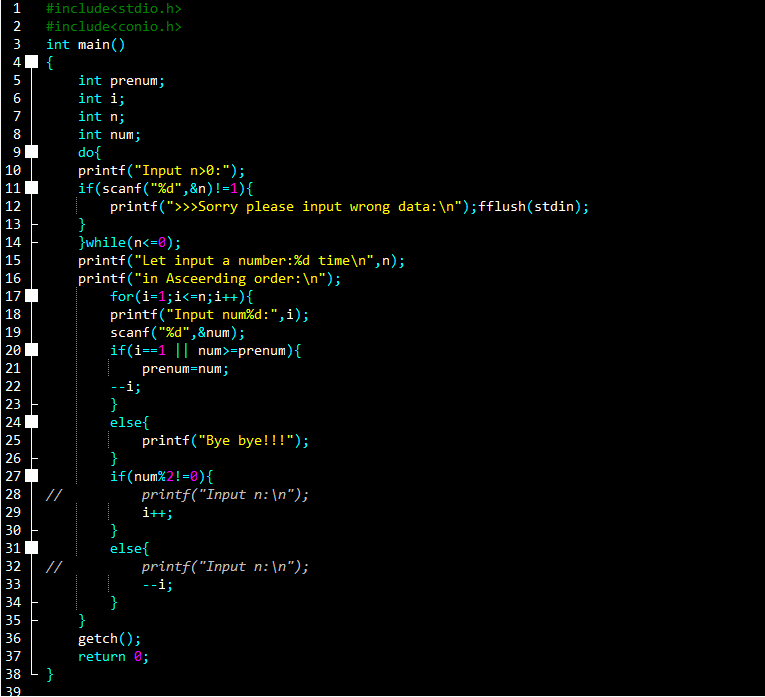 1 #include<stdio.h>
2 #include<conio.h>
3 int main()
4 {
5 int prenum;
6 int i;
7 int n;
8 int num;
9 do{
10 printf("Input n>0:");
11 if(scanf("%d",&n)!=1){
12 printf(">>>Sorry please input wrong data:\n");fflush(stdin);
13 }
14 }while(n<=0);
15 printf("Let input a number:%d time\n",n);
16 printf("in Asceerding order:\n");
17 for(i=1;i<=n;i++){
18 printf("Input num%d:",i);
19 scanf("%d",&num);
20 if(i==1 || num>=prenum){
21 prenum=num;
22 --i;
23 }
24 else{
25 printf("Bye bye!!!");
26 }
27 if(num%2!=0){
28 // printf("Input n:\n");
29 i++;
30 }
31 else{
32 // printf("Input n:\n");
33 --i;
34 }
35 }
36 getch();
37 return 0;
38 }
39